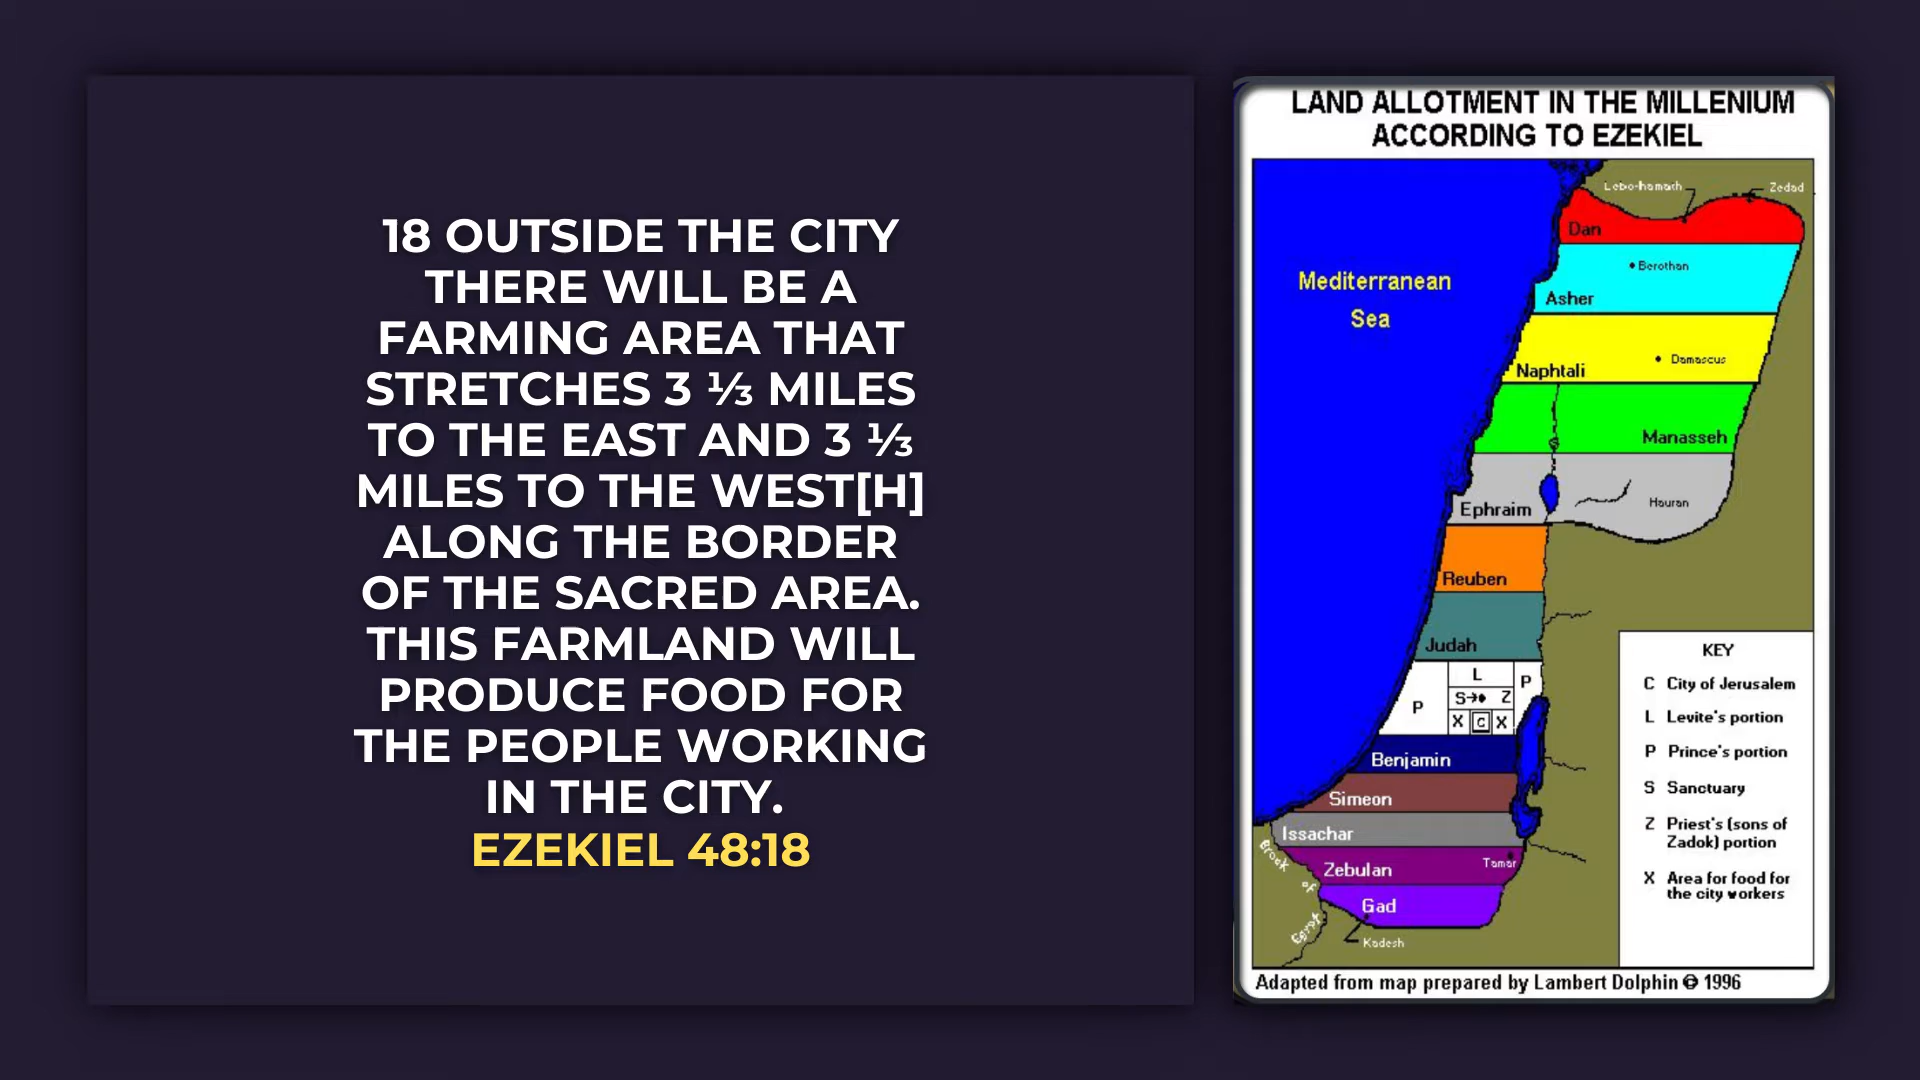 18 OUTSIDE THE CITY
THERE WILL BE A
FARMING AREA THAT
STRETCHES 3 ⅓ MILES
TO THE EAST AND 3 ⅓
MILES TO THE WEST[H]
ALONG THE BORDER
OF THE SACRED AREA.
THIS FARMLAND WILL
PRODUCE FOOD FOR
THE PEOPLE WORKING
IN THE CITY.
EZEKIEL 48:18
LAND ALLOTMENT IN THE MILLENIUM
ACCORDING TO EZEKIEL
Lebo-hamath
Zedad
Dan
Berothan
Mediterranean
Sea
Asher
Damascus
Naphtali
Manasseh
Hauran
Ephraim
Reuben
Judah
L
P
S Z
P
X C X
Benjamin
Simeon
Issachar
Brook
of
Egypt
Zebulan
Tamar
Gad
Kadesh
KEY
C City of Jerusalem
L Levite's portion
P Prince's portion
S Sanctuary
Z Priest's (sons of
Zadok) portion
X Area for food for
the city workers
Adapted from map prepared by Lambert Dolphin © 1996